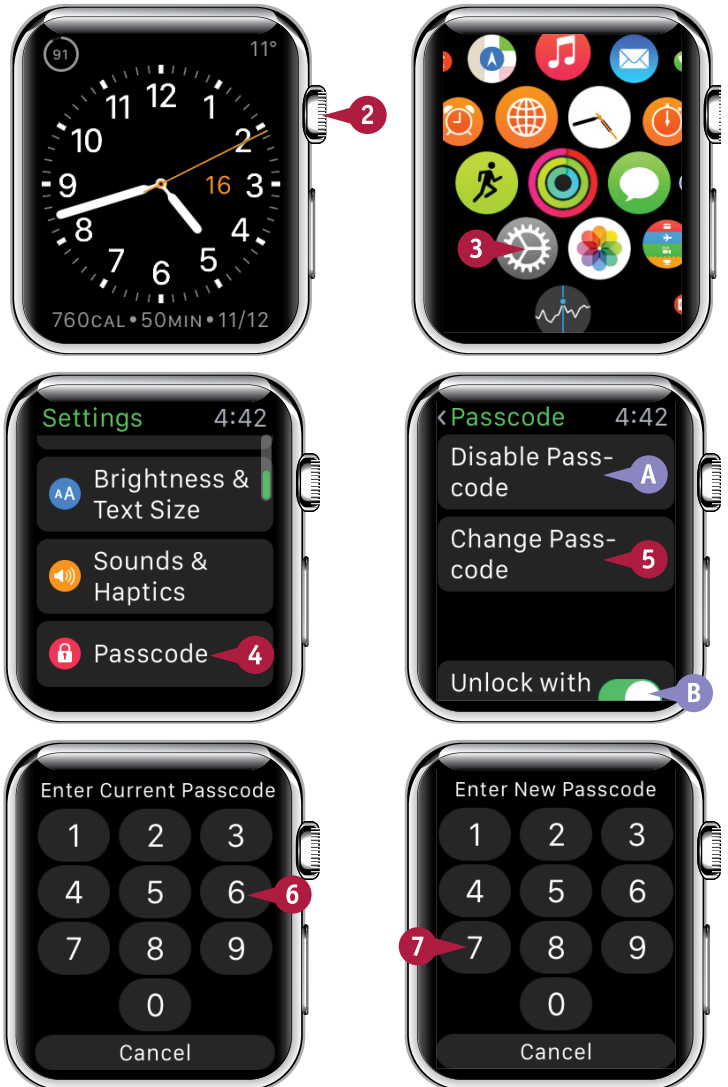 91
11°
12
11
1
10
2
9
16
3
8
4
7
5
6
760CAL•50MIN•11/12
2
3
Settings 4:42
Brightness &
Text Size
Sounds &
Haptics
Passcode
4
<Passcode 4:42
Disable Pass-
code
A
Change Pass-
code
5
Unlock with
B
Enter Current Passcode
1 2 3
4 5 6
6
7 8 9
0
Cancel
Enter New Passcode
1 2 3
4 5 6
7
7 8 9
0
Cancel